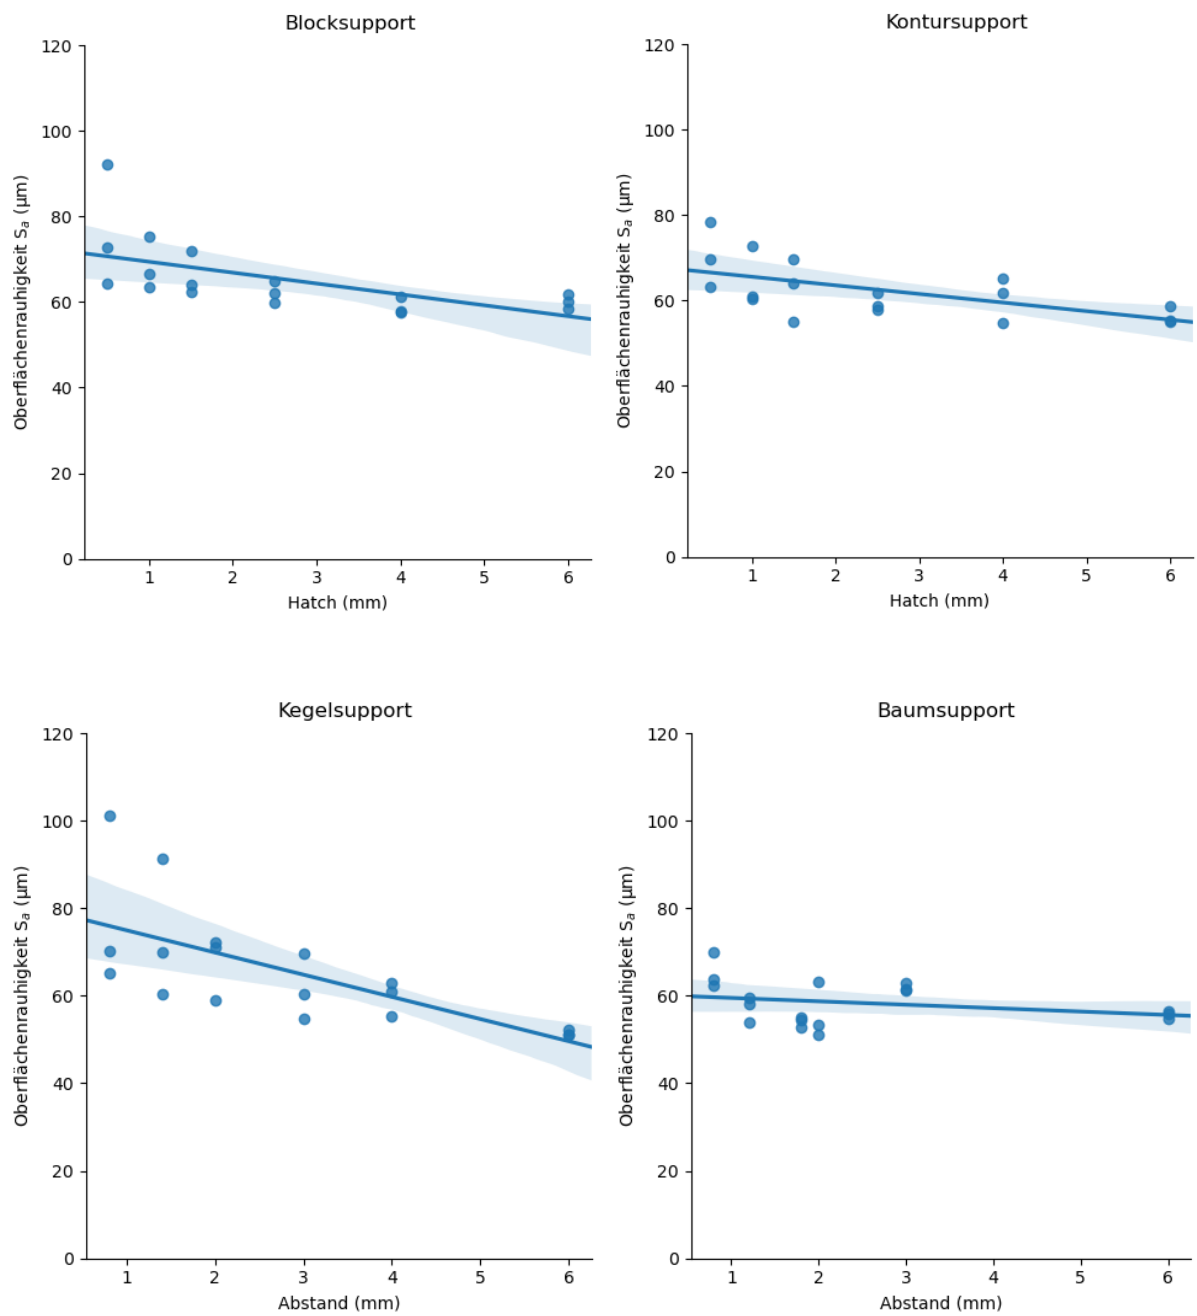 Blocksupport
120
100
80
60
40
20
0
Oberflächenrauhigkeit Sₐ (µm)
1 2 3 4 5 6
Hatch (mm)
Kontursupport
120
100
80
60
40
20
0
Oberflächenrauhigkeit Sₐ (µm)
1 2 3 4 5 6
Hatch (mm)
Kegelsupport
120
100
80
60
40
20
0
Oberflächenrauhigkeit Sₐ (µm)
1 2 3 4 5 6
Abstand (mm)
Baumsupport
120
100
80
60
40
20
0
Oberflächenrauhigkeit Sₐ (µm)
1 2 3 4 5 6
Abstand (mm)